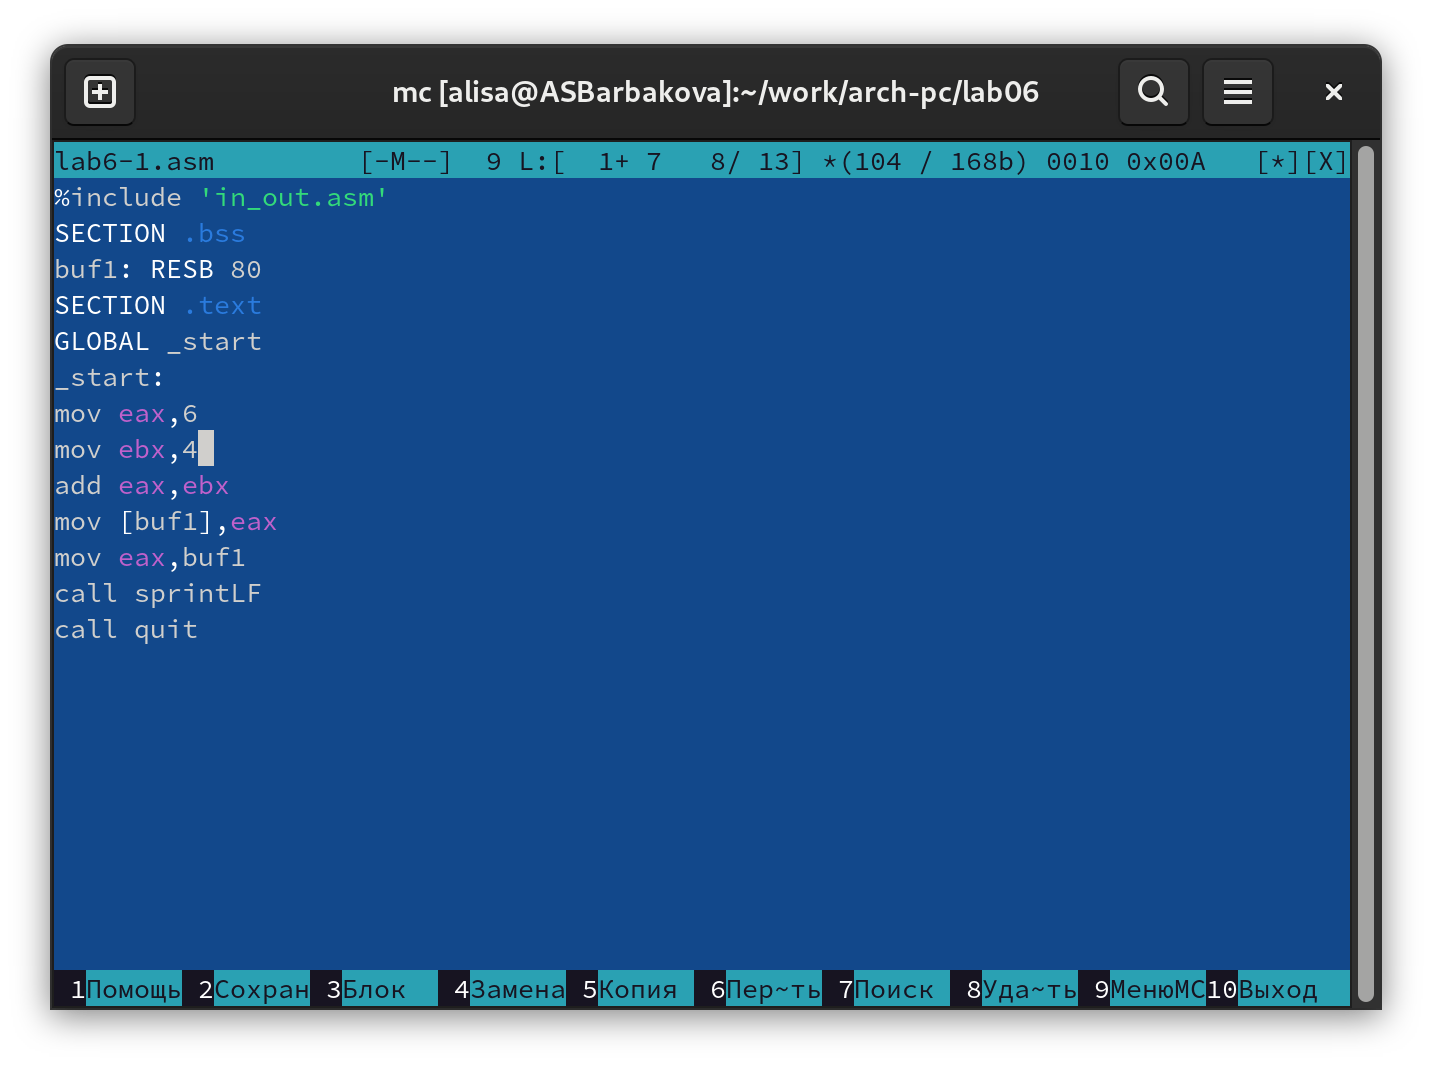 mc [alisa@ASBarbakova]:~/work/arch-pc/lab06
lab6-1.asm [-M--] 9 L:[ 1+ 7 8/ 13] *(104 / 168b) 0010 0x00A [*][X]
%include 'in_out.asm'
SECTION .bss
buf1: RESB 80
SECTION .text
GLOBAL _start
_start:
mov eax,6
mov ebx,4
add eax,ebx
mov [buf1],eax
mov eax,buf1
call sprintLF
call quit
1Помощь 2Сохран 3Блок 4Замена 5Копия 6Пер~ть 7Поиск 8Уда~ть 9МенюMC10Выход